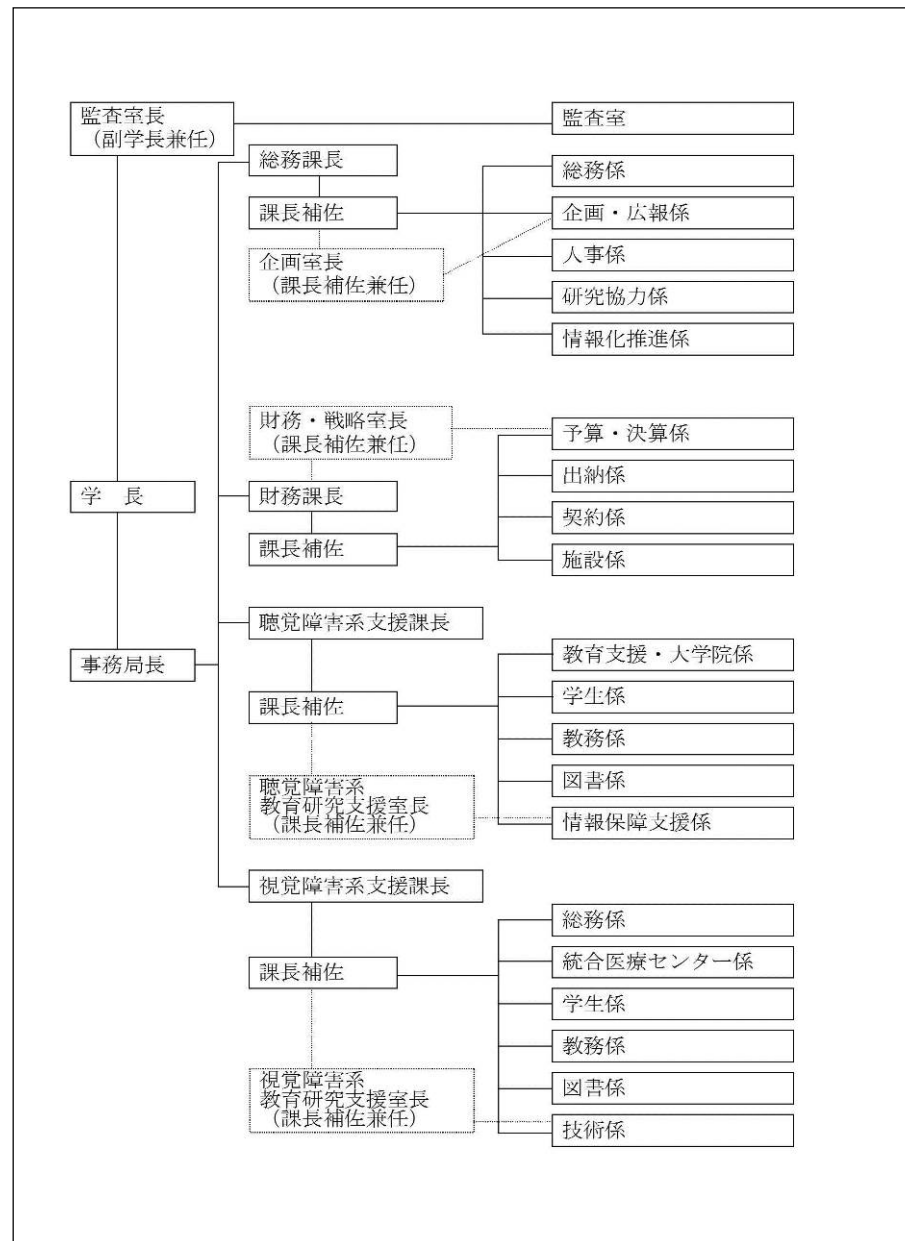 監査室長
(副学長兼任)
監査室
総務課長
課長補佐
企画室長
(課長補佐兼任)
総務係
企画・広報係
人事係
研究協力係
情報化推進係
財務・戦略室長
(課長補佐兼任)
学　長
財務課長
課長補佐
予算・決算係
出納係
契約係
施設係
事務局長
聴覚障害系支援課長
課長補佐
聴覚障害系
教育研究支援室長
(課長補佐兼任)
教育支援・大学院係
学生係
教務係
図書係
情報保障支援係
視覚障害系支援課長
課長補佐
視覚障害系
教育研究支援室長
(課長補佐兼任)
総務係
統合医療センター係
学生係
教務係
図書係
技術係